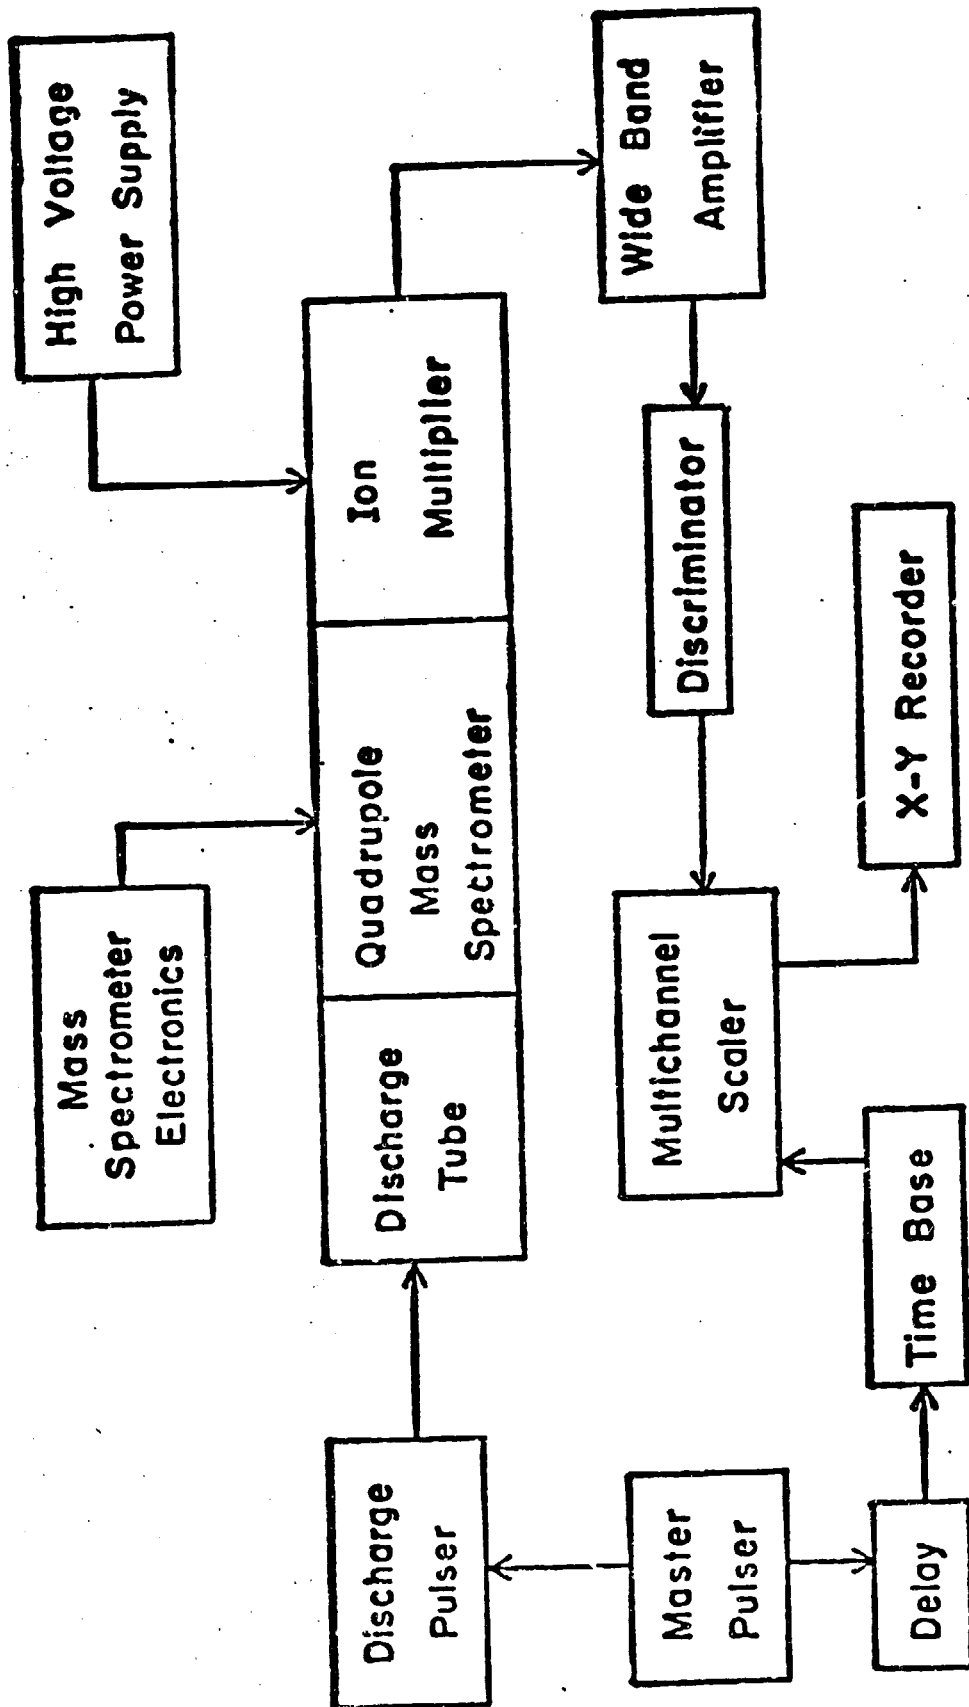 Mass
Spectrometer
Electronics
High Voltage
Power Supply
Discharge
Pulser
Discharge
Tube
Quadrupole
Mass
Spectrometer
Ion
Multiplier
Master
Pulser
Multichannel
Scaler
Discriminator
Wide Band
Amplifier
Delay
Time Base
X-Y Recorder